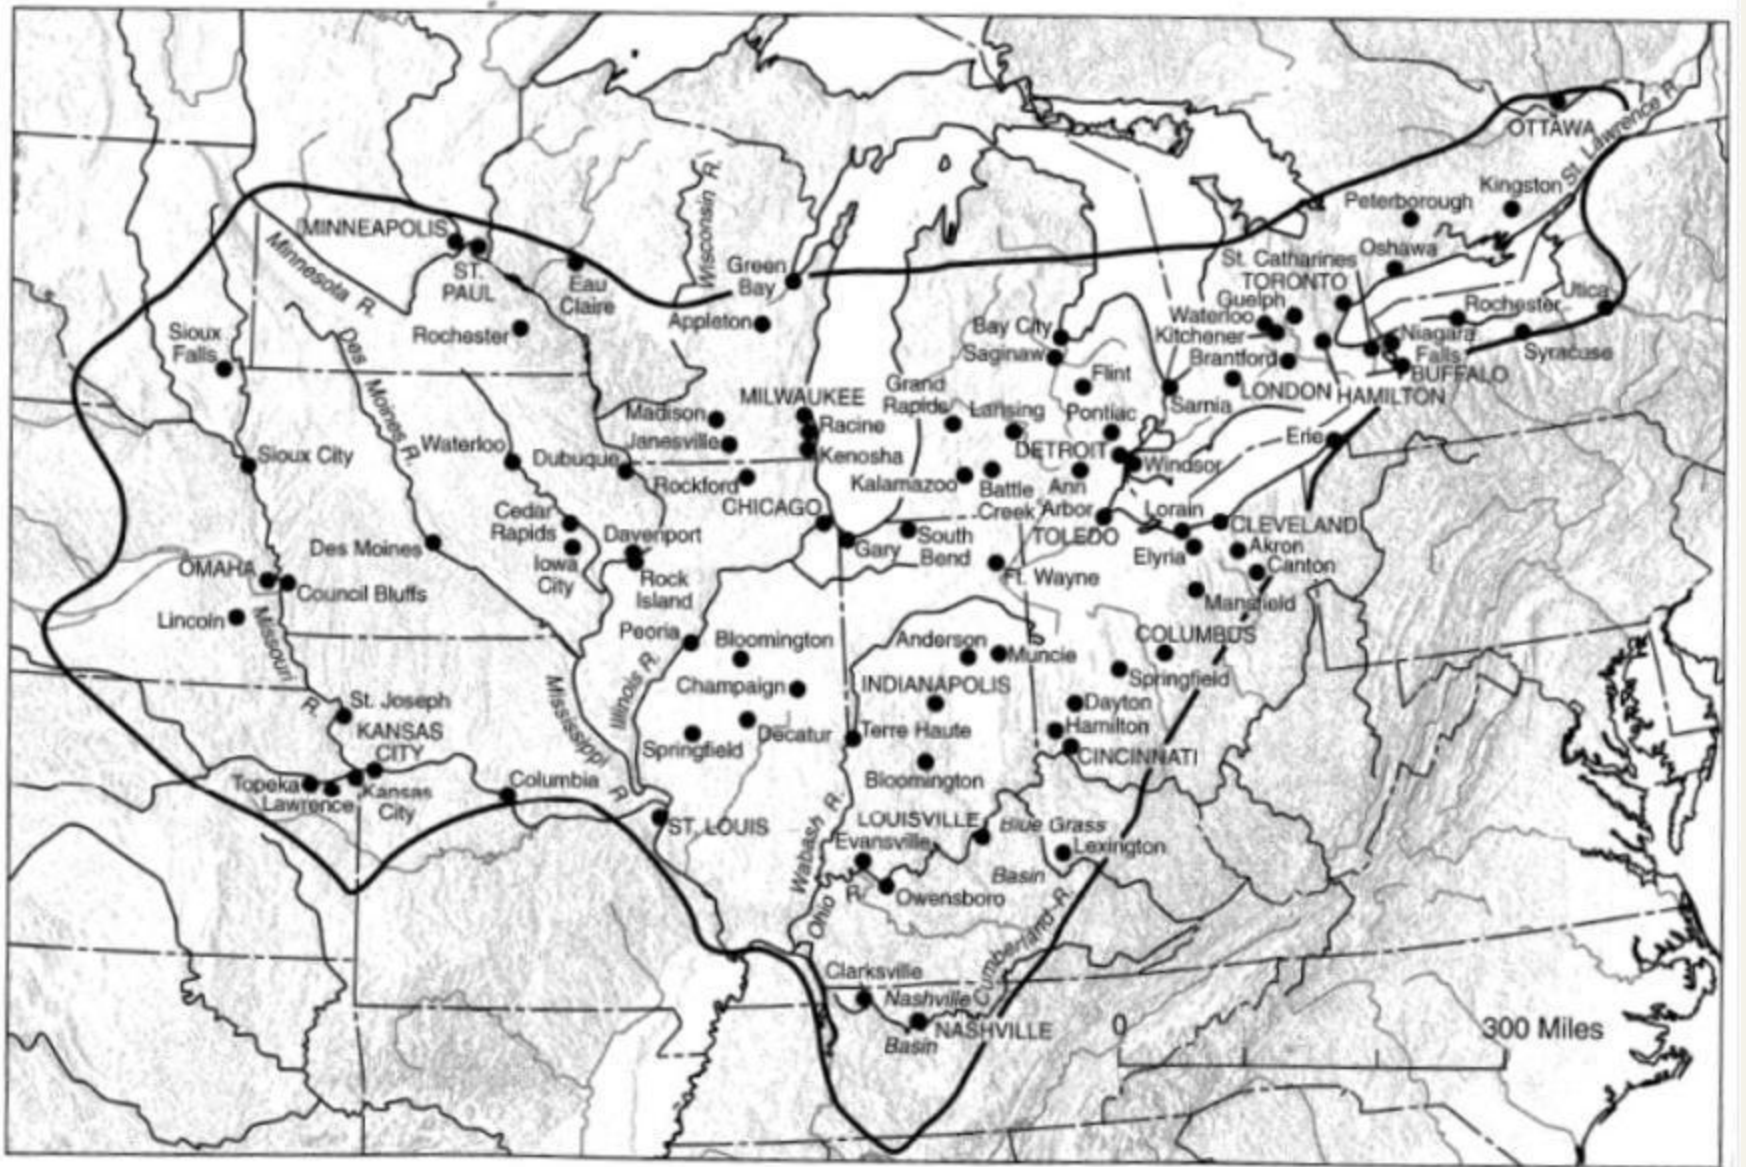 OTTAWA
St. Lawrence R.
Kingston
Peterborough
Wisconsin R.
MINNEAPOLIS
ST.
PAUL
Minnesota R.
Eau
Claire
Green
Bay
Appleton
Rochester
Sioux
Falls
Des Moines R.
Oshawa
St. Catharines
TORONTO
Guelph
Waterloo
Kitchener
Brantford
LONDON
HAMILTON
Utica
Rochester
Niagara
Falls
BUFFALO
Syracuse
Bay City
Saginaw
Flint
Sarnia
Grand
Rapids
Lansing
Pontiac
DETROIT
Windsor
Erie
MILWAUKEE
Racine
Kenosha
Madison
Janesville
Rockford
CHICAGO
Waterloo
Dubuque
Sioux City
Kalamazoo
Battle
Creek
Ann
Arbor
TOLEDO
Lorain
CLEVELAND
Elyria
Akron
Canton
Mansfield
Cedar
Rapids
Iowa
City
Davenport
Rock
Island
Des Moines
Gary
South
Bend
Ft. Wayne
OMAHA
Council Bluffs
Lincoln
Missouri
R.
Peoria
Bloomington
Anderson
Muncie
COLUMBUS
Springfield
Illinois R.
Champaign
INDIANAPOLIS
Dayton
Hamilton
CINCINNATI
Springfield
Decatur
Terre Haute
Bloomington
Mississippi
R
St. Joseph
KANSAS
CITY
Topeka
Lawrence
Kansas
City
Columbia
ST. LOUIS
Wabash R.
LOUISVILLE
Evansville
Blue Grass
Basin
Lexington
Owensboro
Ohio
R.
Cumberland R
Clarksville
Nashville
Basin
NASHVILLE
0
300 Miles